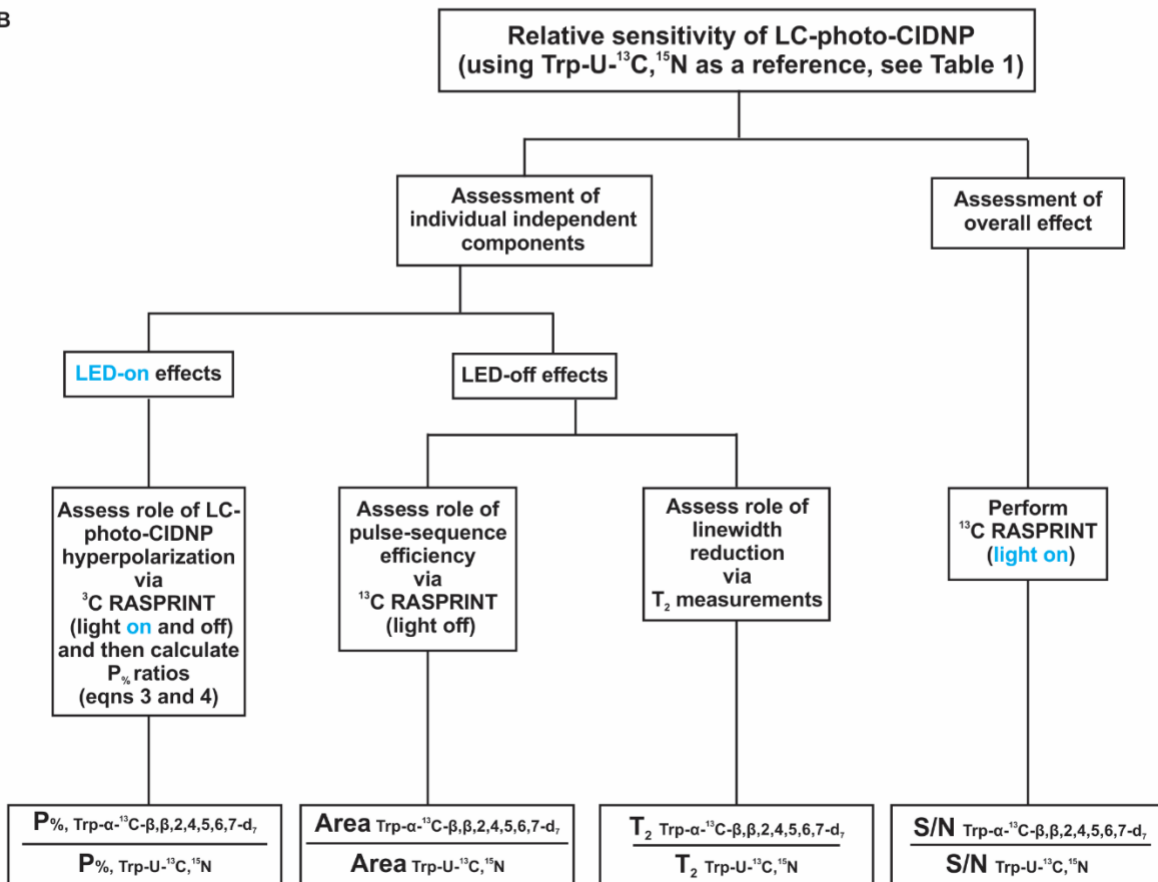 B
Relative sensitivity of LC-photo-CIDNP
(using Trp-U-¹³C,¹⁵N as a reference, see Table 1)
Assessment of
individual independent
components
Assessment of
overall effect
LED-on effects
LED-off effects
Assess role of LC-
photo-CIDNP
hyperpolarization
via
³C RASPRINT
(light on and off)
and then calculate
P% ratios
(eqns 3 and 4)
Assess role of
pulse-sequence
efficiency
via
¹³C RASPRINT
(light off)
Assess role of
linewidth
reduction
via
T₂ measurements
Perform
¹³C RASPRINT
(light on)
P%, Trp-α-¹³C-β,β,2,4,5,6,7-d₇
P%, Trp-U-¹³C,¹⁵N
Area Trp-α-¹³C-β,β,2,4,5,6,7-d₇
Area Trp-U-¹³C,¹⁵N
T₂ Trp-α-¹³C-β,β,2,4,5,6,7-d₇
T₂ Trp-U-¹³C,¹⁵N
S/N Trp-α-¹³C-β,β,2,4,5,6,7-d₇
S/N Trp-U-¹³C,¹⁵N